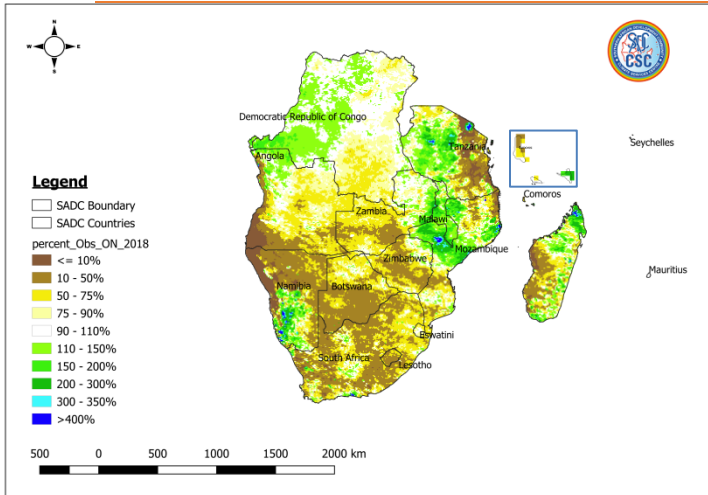 N
W E
S
SADC
CSC
Democratic Republic of Congo
Tanzania
Seychelles
Angola
Comoros
Legend
SADC Boundary
SADC Countries
Zambia
Malawi
percent_Obs_ON_2018
Mozambique
Zimbabwe
Mauritius
<= 10%
10 - 50%
50 - 75%
75 - 90%
90 - 110%
110 - 150%
150 - 200%
200 - 300%
300 - 350%
>400%
Namibia
Botswana
Eswatini
South Africa
Lesotho
500 0 500 1000 1500 2000 km